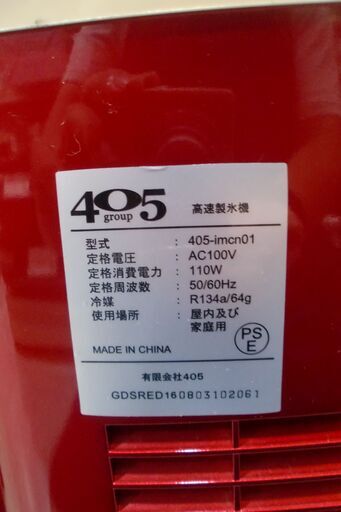 405
group
高速製氷機
型式 : 405-imcn01
定格電圧 : AC100V
定格消費電力 : 110W
定格周波数 : 50/60Hz
冷媒 : R134a/64g
使用場所 : 屋内及び
家庭用
PS
E
MADE IN CHINA
有限会社405
GDSRED160803102061